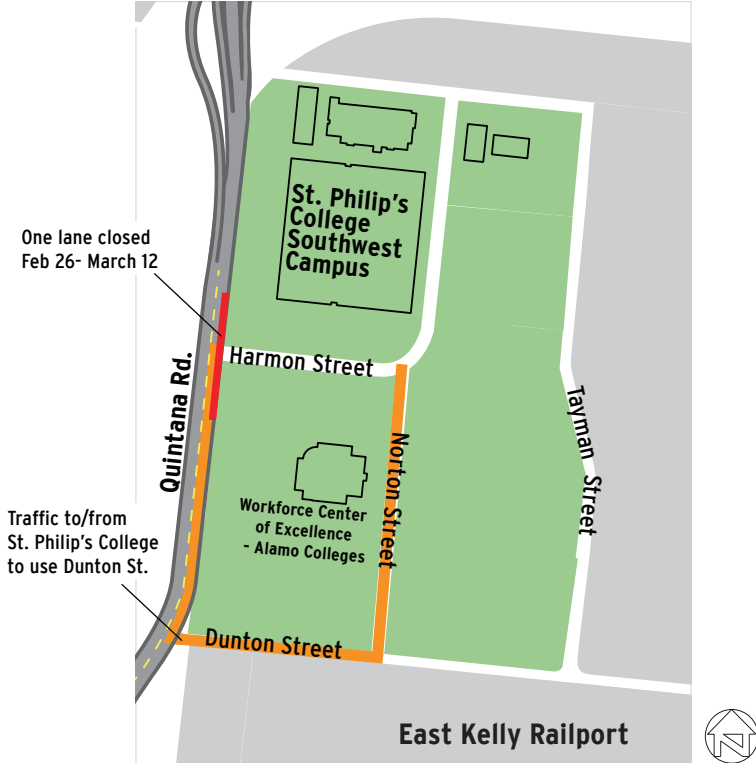 St. Philip's
College
Southwest
Campus
One lane closed
Feb 26- March 12
Harmon Street
Quintana Rd.
Tayman Street
Norton Street
Workforce Center
of Excellence
- Alamo Colleges
Traffic to/from
St. Philip's College
to use Dunton St.
Dunton Street
East Kelly Railport
N